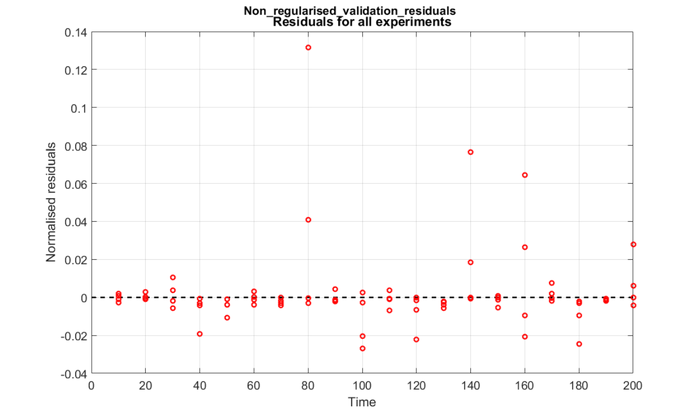 Non_regularised_validation_residuals
Residuals for all experiments
0.14
0.12
0.1
0.08
0.06
0.04
0.02
0
-0.02
-0.04
Normalised residuals
0 20 40 60 80 100 120 140 160 180 200
Time